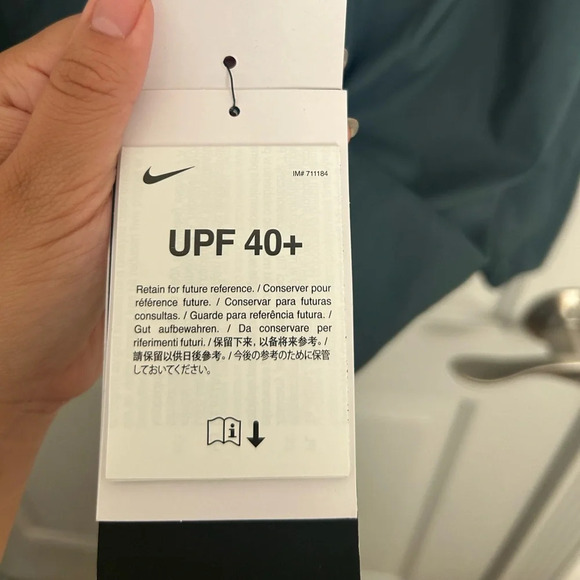 IM# 711184
UPF 40+
Retain for future reference. / Conserver pour
référence future. / Conservar para futuras
consultas. / Guarde para referência futura. /
Gut aufbewahren. / Da conservare per
riferimenti futuri. / 保留下来，以备将来参考。/
請保留以供日後參考。/ 今後の参考のために保管
しておいてください。
i